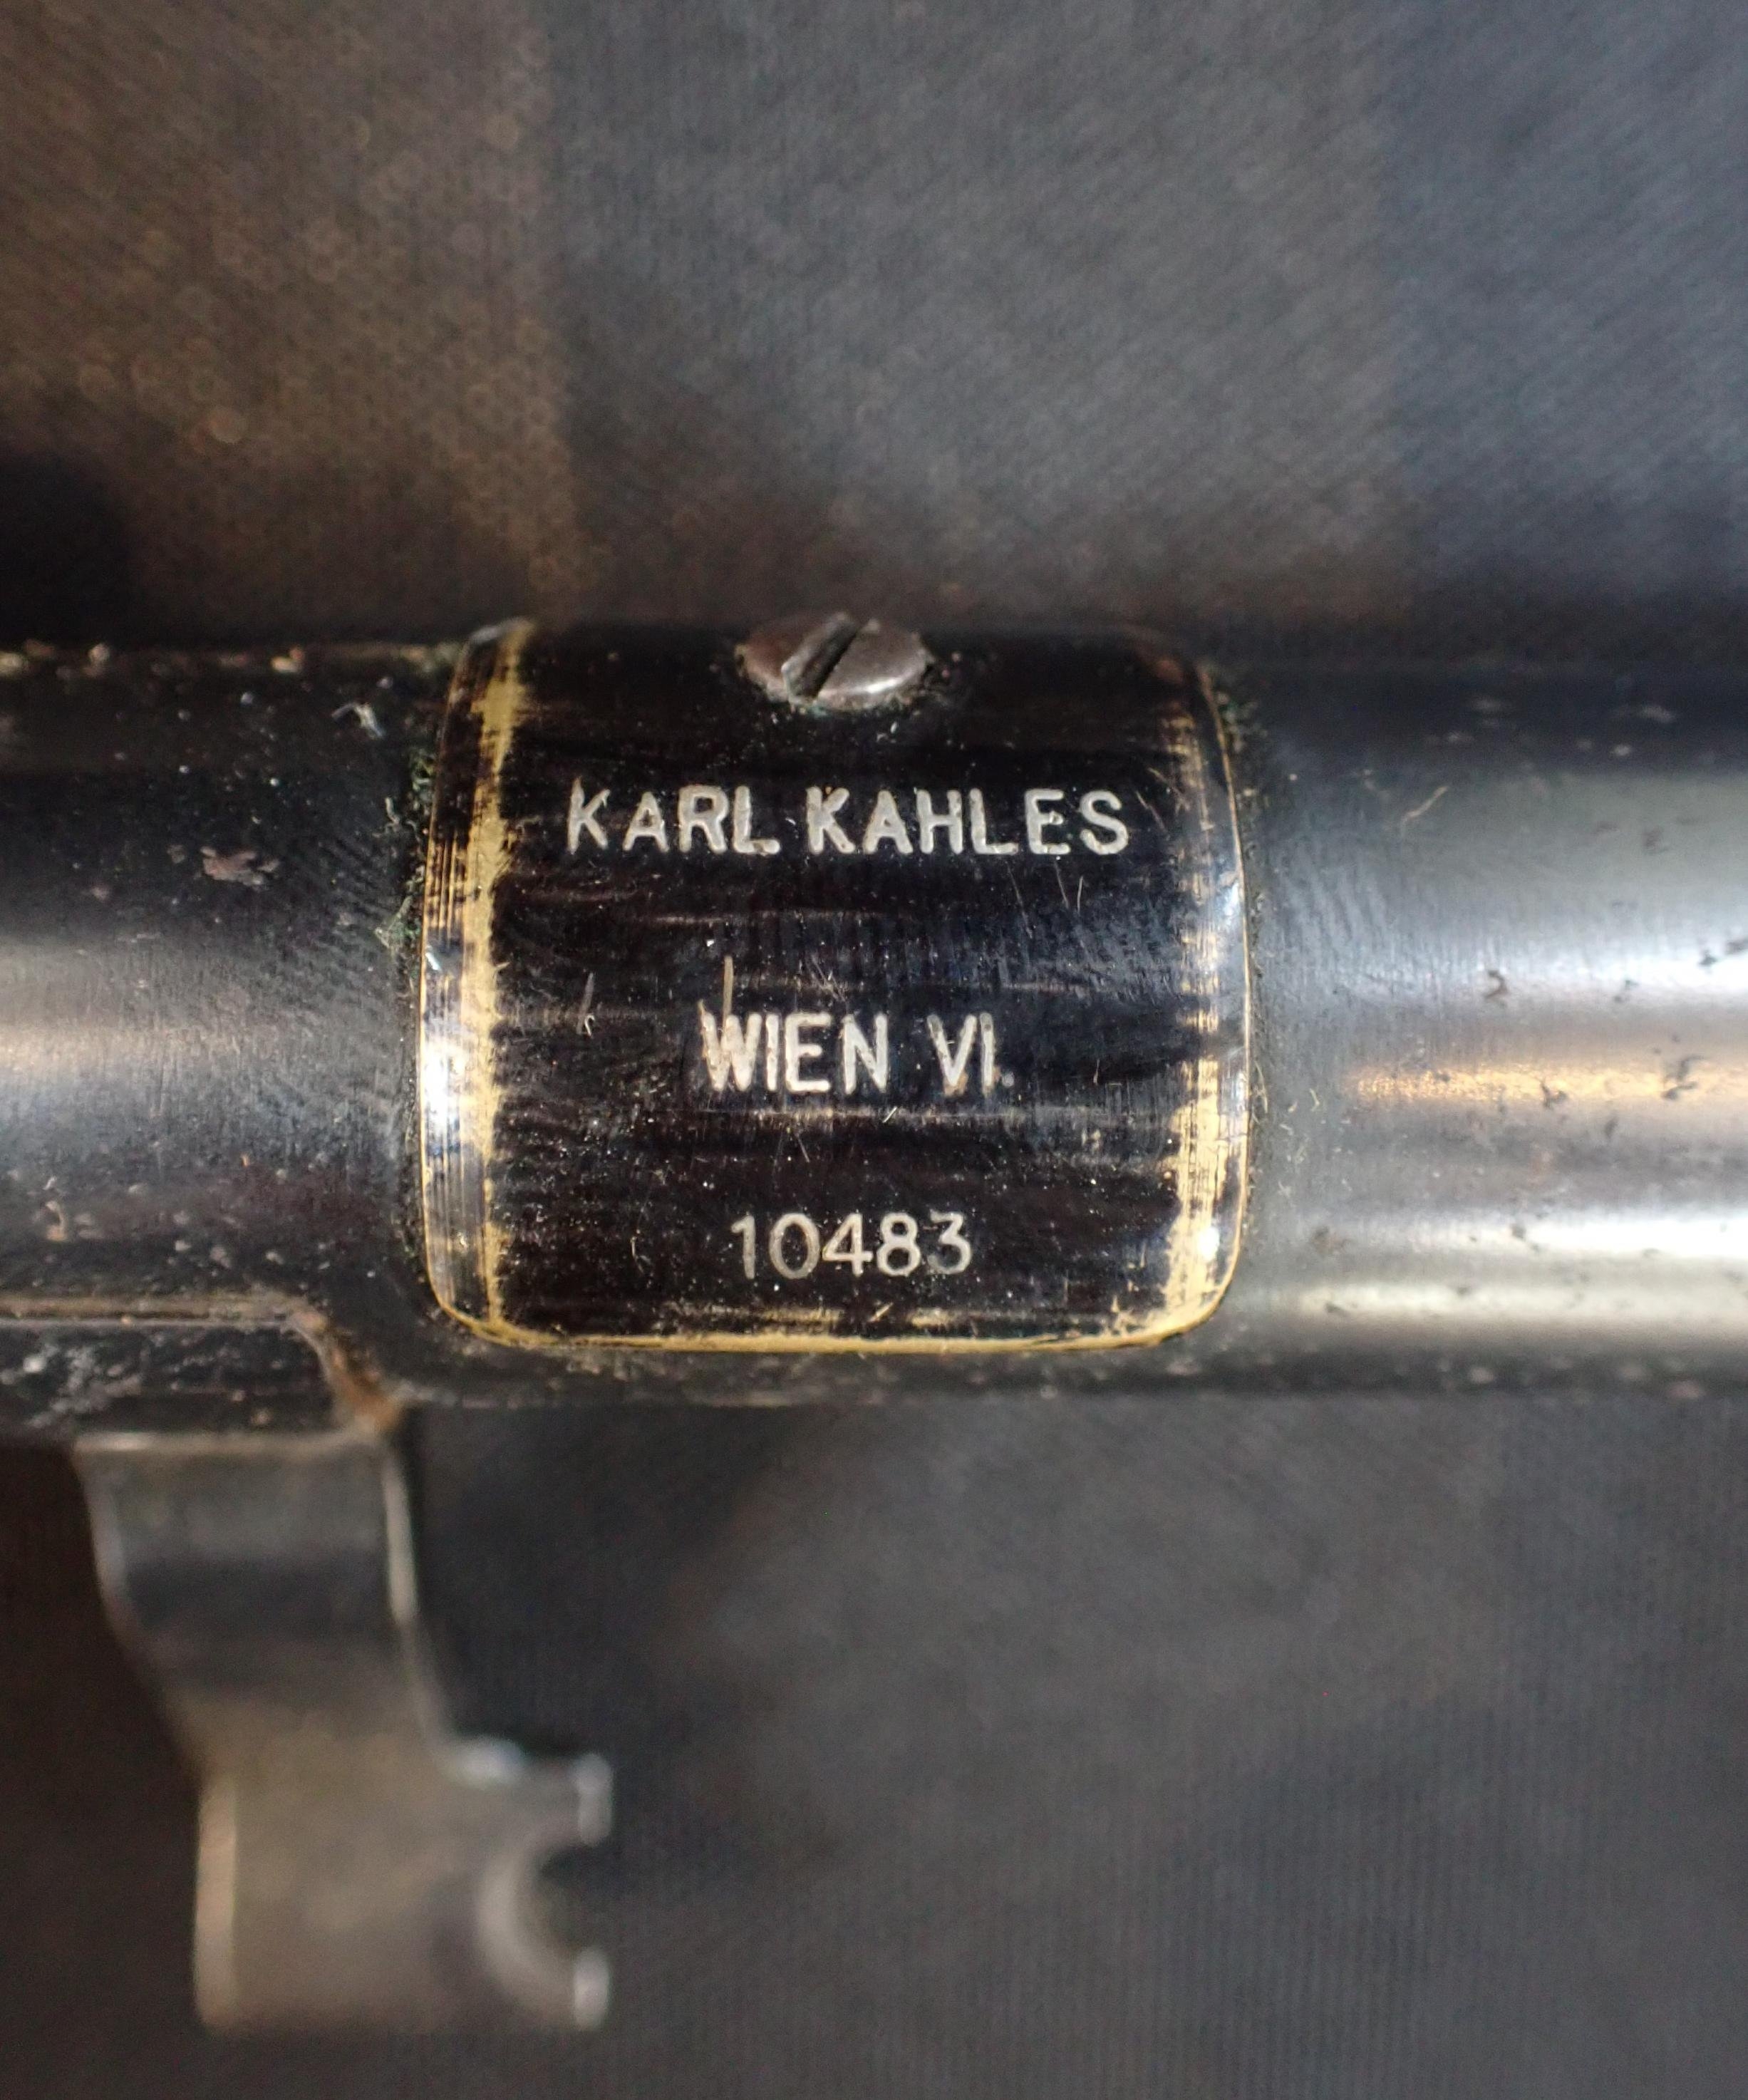 KARL KAHLES
WIEN VI.
10483